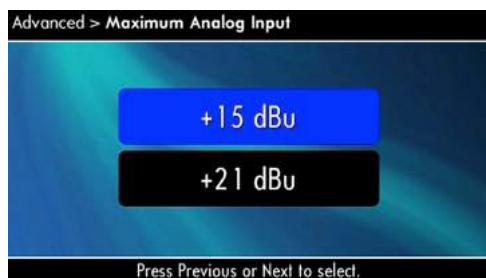 Advanced > Maximum Analog Input
+15 dBu
+21 dBu
Press Previous or Next to select.